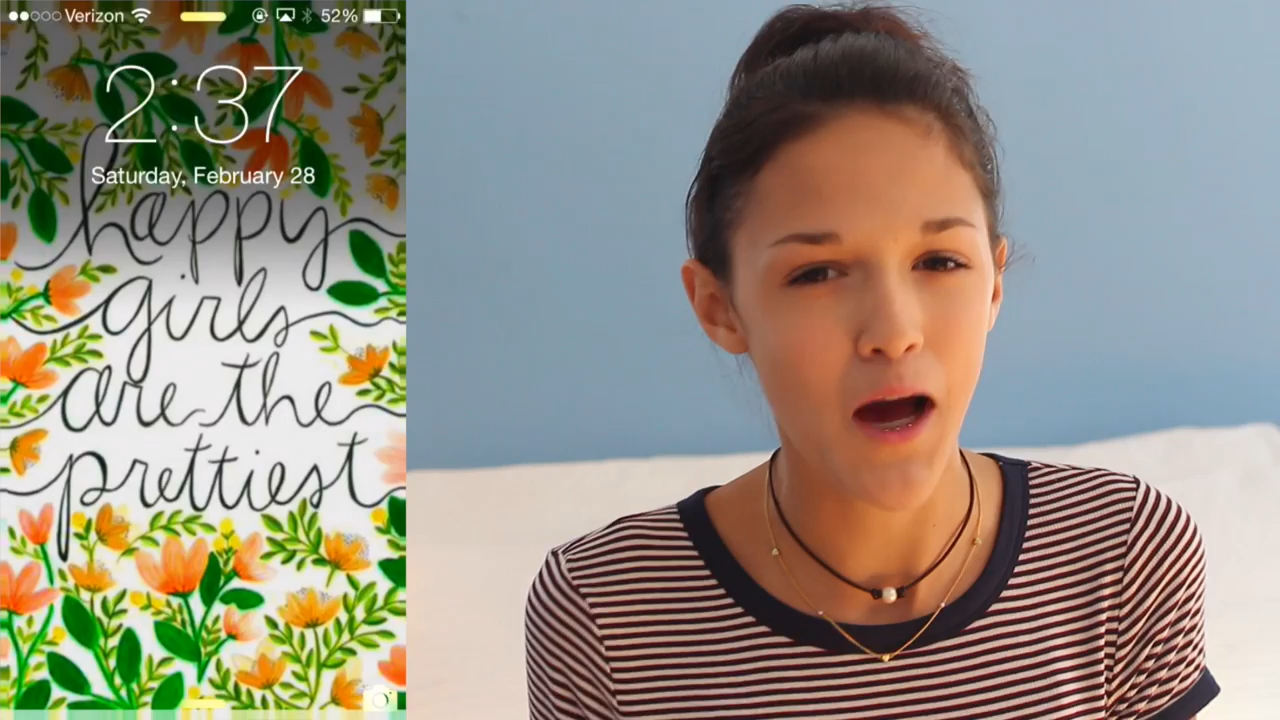 Verizon 52%
2:37
Saturday, February 28
happy
girls
are the
prettiest